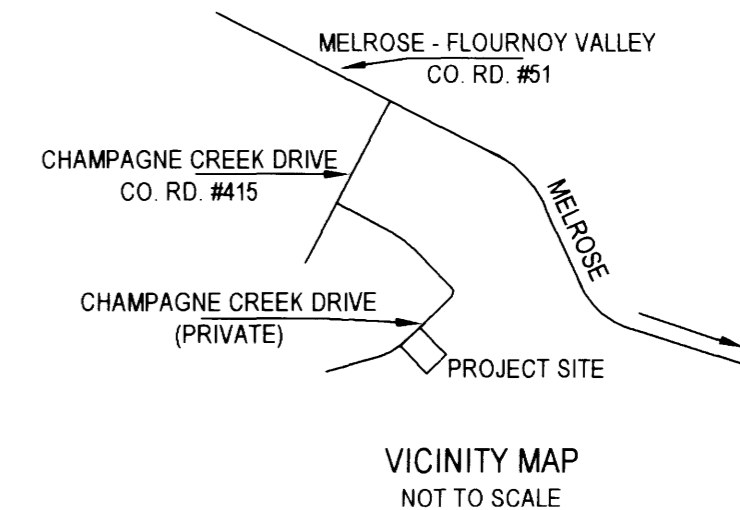 MELROSE - FLOURNOY VALLEY
CO. RD. #51
CHAMPAGNE CREEK DRIVE
CO. RD. #415
MELROSE
CHAMPAGNE CREEK DRIVE
(PRIVATE)
PROJECT SITE
VICINITY MAP
NOT TO SCALE